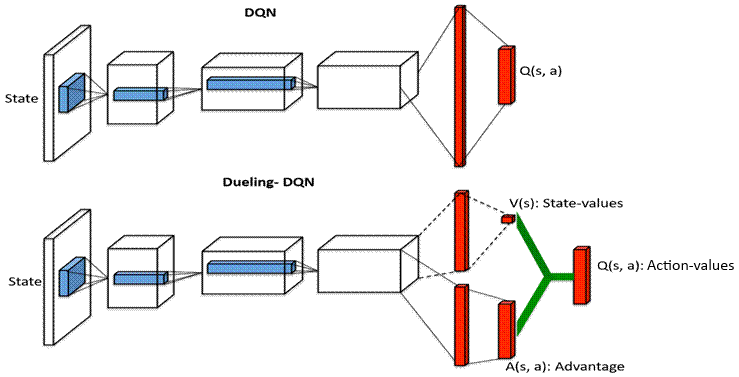 DQN
State
Q(s, a)
Dueling- DQN
V(s): State-values
State
Q(s, a): Action-values
A(s, a): Advantage